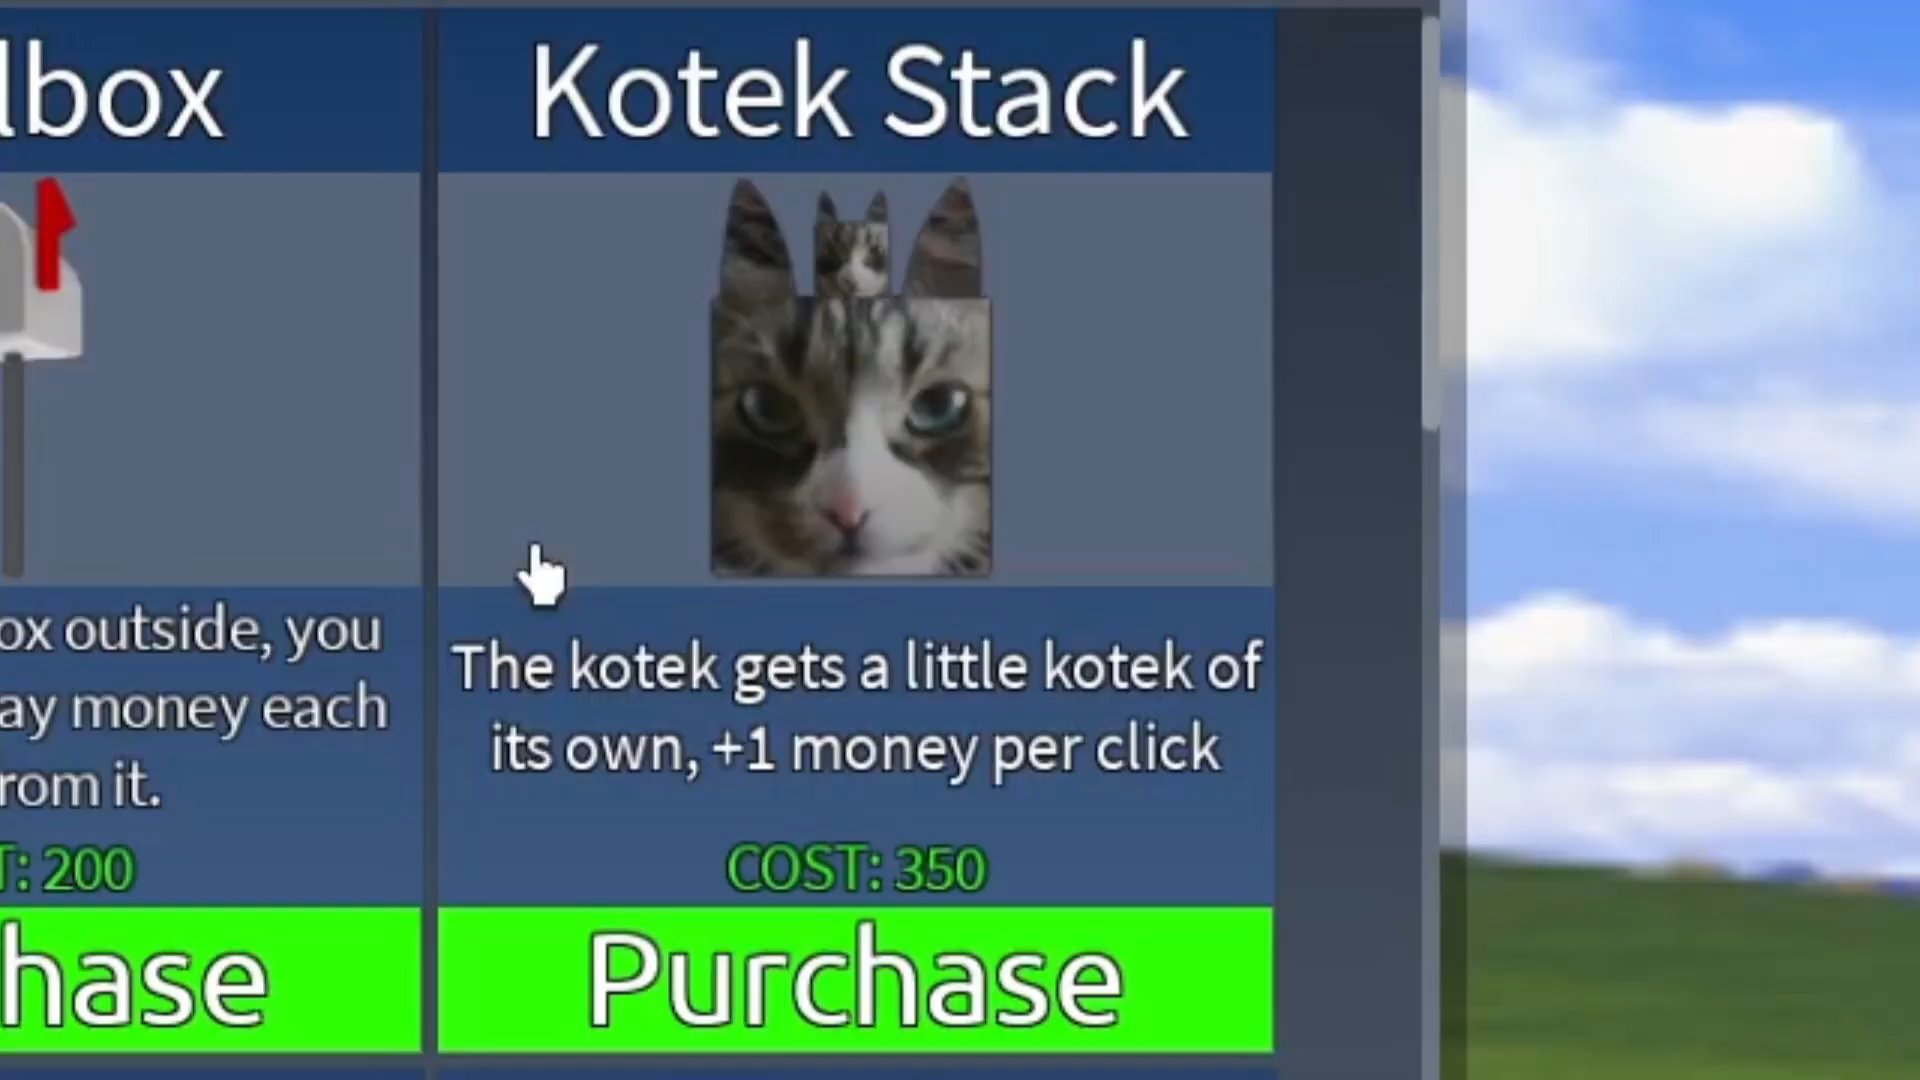 lbox
ox outside, you
ay money each
rom it.
T: 200
hase
Kotek Stack
The kotek gets a little kotek of
its own, +1 money per click
COST: 350
Purchase